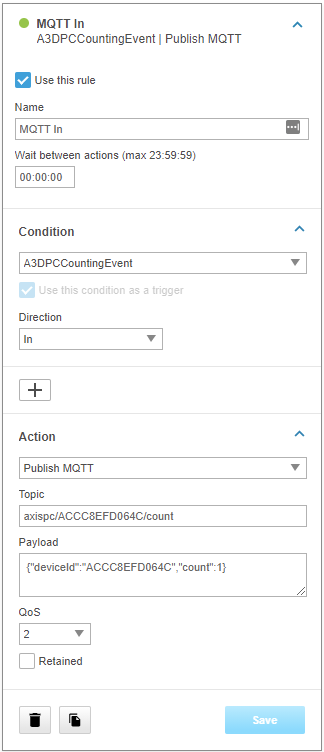 MQTT In
A3DPCCountingEvent | Publish MQTT
Use this rule
Name
MQTT In
Wait between actions (max 23:59:59)
00:00:00
Condition
A3DPCCountingEvent
Use this condition as a trigger
Direction
In
Action
Publish MQTT
Topic
axispc/ACCC8EFD064C/count
Payload
{"deviceId":"ACCC8EFD064C","count":1}
QoS
2
Retained
Save